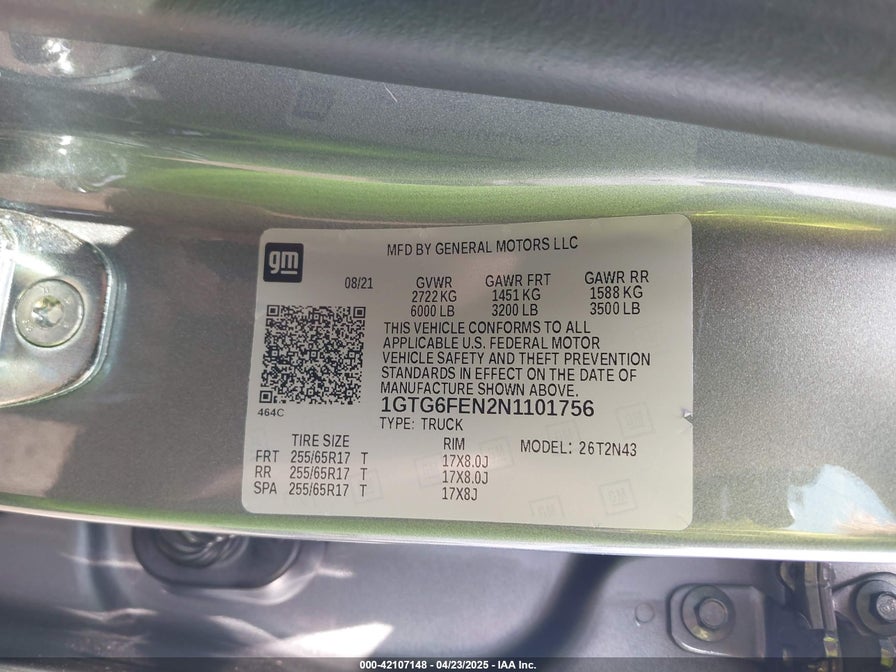 gm
MFD BY GENERAL MOTORS LLC
08/21
GVWR GAWR FRT GAWR RR
2722 KG 1451 KG 1588 KG
6000 LB 3200 LB 3500 LB
THIS VEHICLE CONFORMS TO ALL
APPLICABLE U.S. FEDERAL MOTOR
VEHICLE SAFETY AND THEFT PREVENTION
STANDARDS IN EFFECT ON THE DATE OF
MANUFACTURE SHOWN ABOVE.
464C
1GTG6FEN2N1101756
TYPE: TRUCK
TIRE SIZE RIM MODEL: 26T2N43
FRT 255/65R17 T 17X8.0J
RR 255/65R17 T 17X8.0J
SPA 255/65R17 T 17X8J
000-42107148 - 04/23/2025 - IAA Inc.